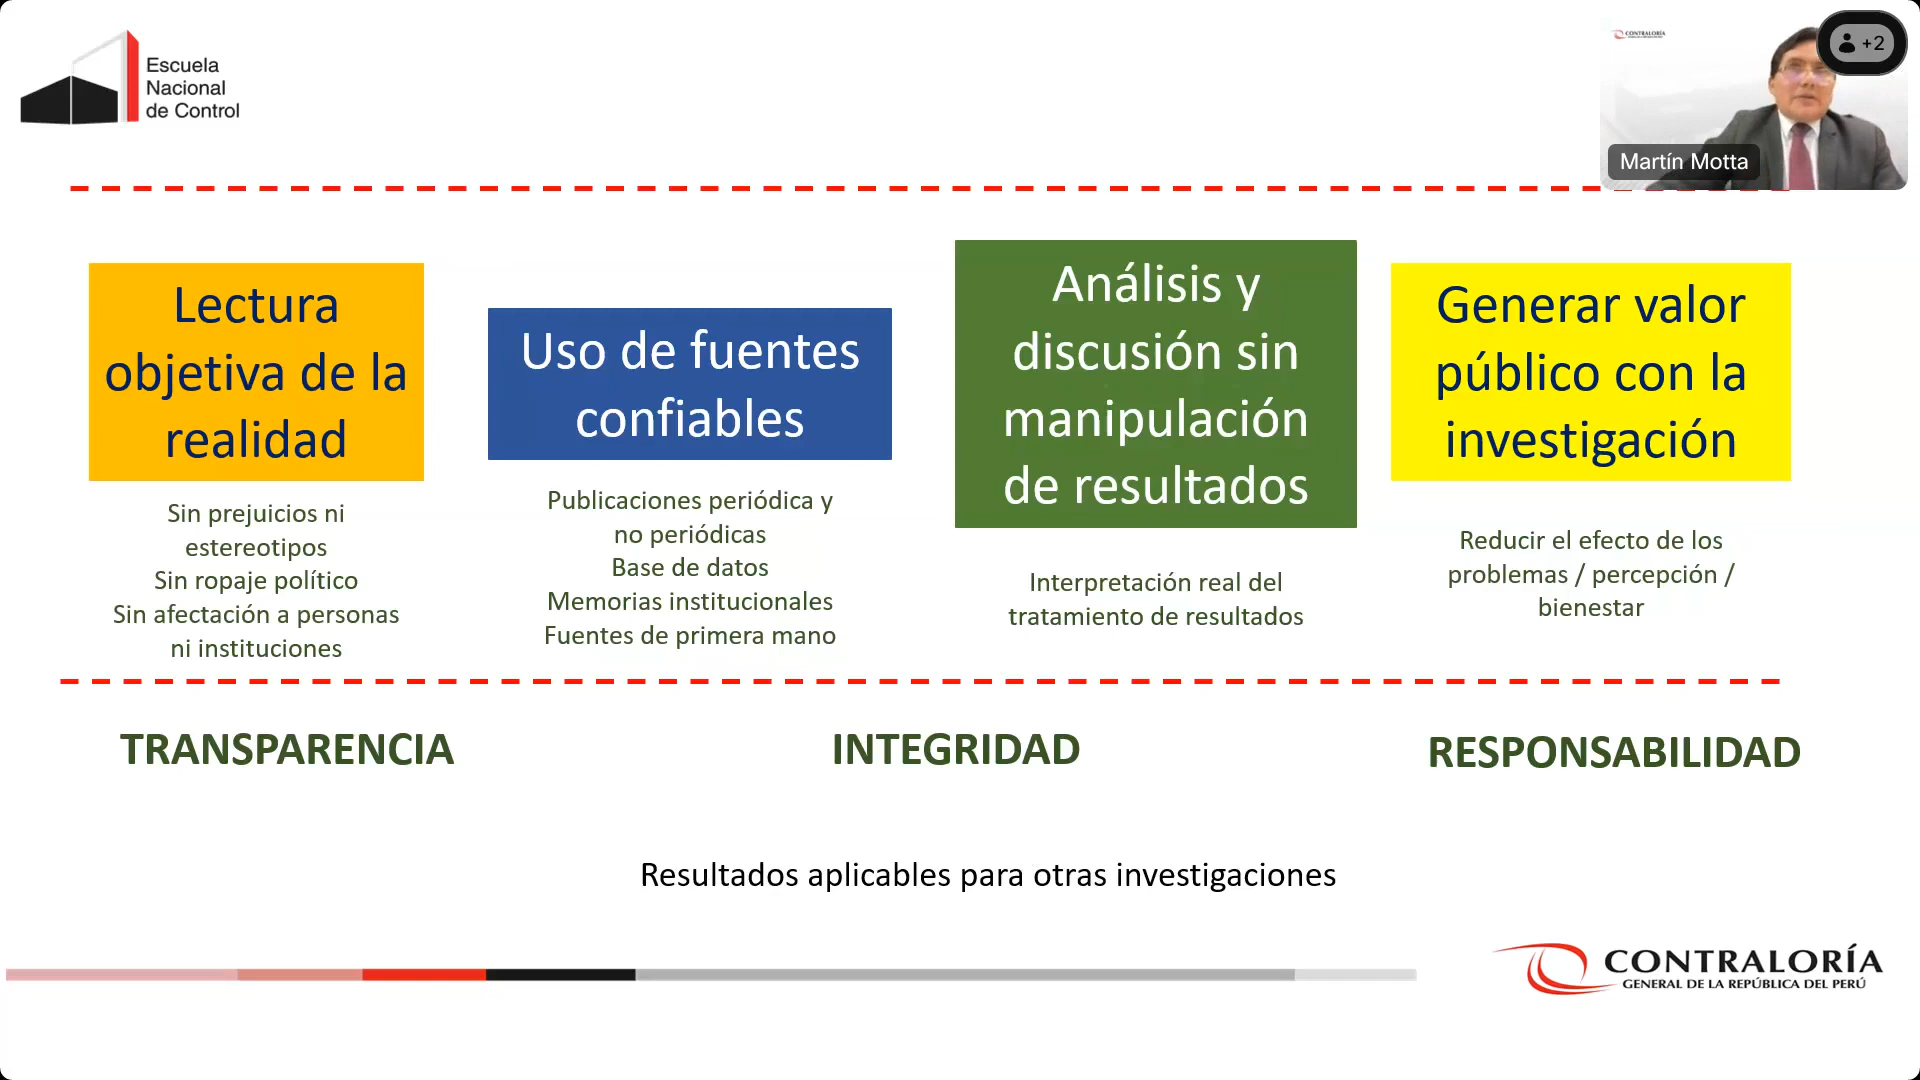 Escuela
Nacional
de Control
CONTRALORÍA
+2
Martín Motta
Lectura
objetiva de la
realidad
Sin prejuicios ni
estereotipos
Sin ropaje político
Sin afectación a personas
ni instituciones
Uso de fuentes
confiables
Publicaciones periódica y
no periódicas
Base de datos
Memorias institucionales
Fuentes de primera mano
Análisis y
discusión sin
manipulación
de resultados
Interpretación real del
tratamiento de resultados
Generar valor
público con la
investigación
Reducir el efecto de los
problemas / percepción /
bienestar
TRANSPARENCIA
INTEGRIDAD
RESPONSABILIDAD
Resultados aplicables para otras investigaciones
CONTRALORÍA
GENERAL DE LA REPÚBLICA DEL PERÚ